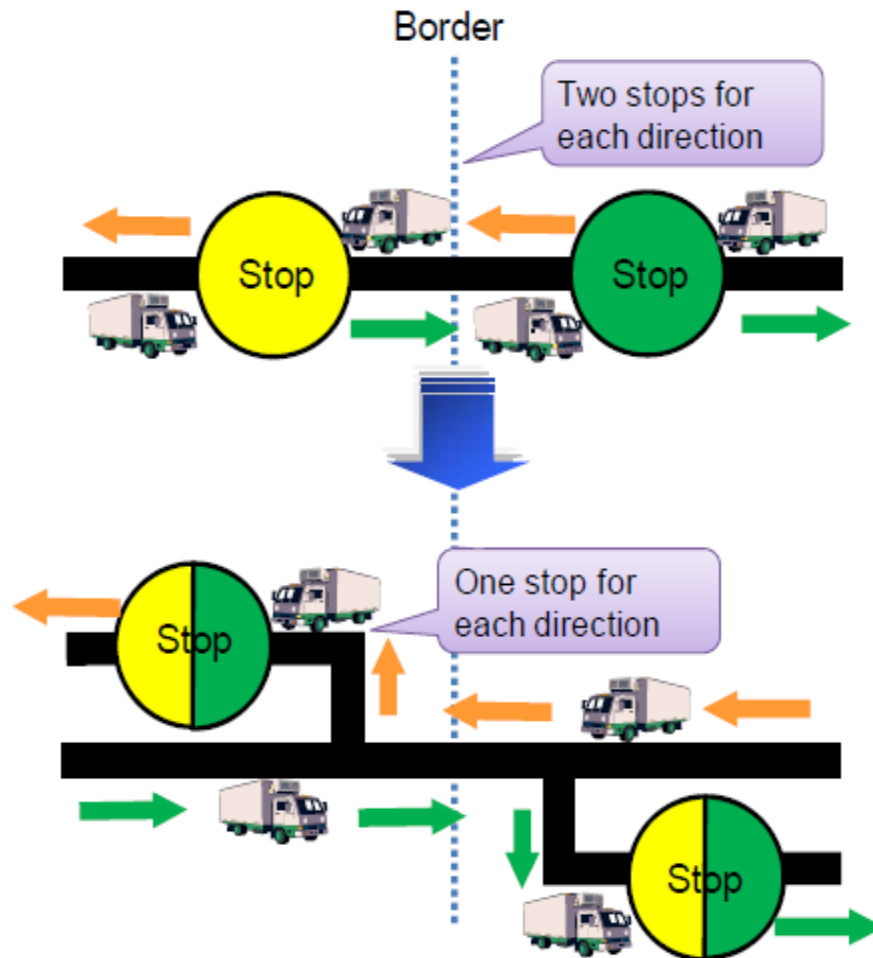 Border
Two stops for
each direction
Stop
Stop
One stop for
each direction
Stop
Stop